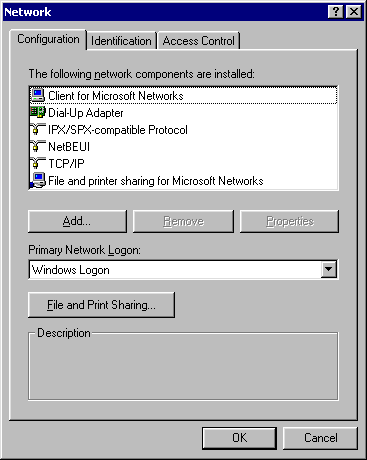 Network
Configuration Identification Access Control
The following network components are installed:
Client for Microsoft Networks
Dial-Up Adapter
IPX/SPX-compatible Protocol
NetBEUI
TCP/IP
File and printer sharing for Microsoft Networks
Add... Remove Properties
Primary Network Logon:
Windows Logon
File and Print Sharing...
Description
OK Cancel